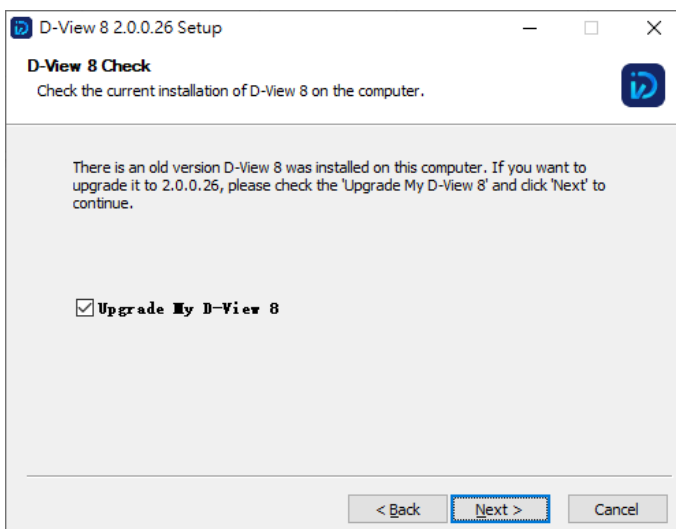 D-View 8 2.0.0.26 Setup
D-View 8 Check
Check the current installation of D-View 8 on the computer.
There is an old version D-View 8 was installed on this computer. If you want to
upgrade it to 2.0.0.26, please check the 'Upgrade My D-View 8' and click 'Next' to
continue.
Upgrade My D-View 8
< Back
Next >
Cancel